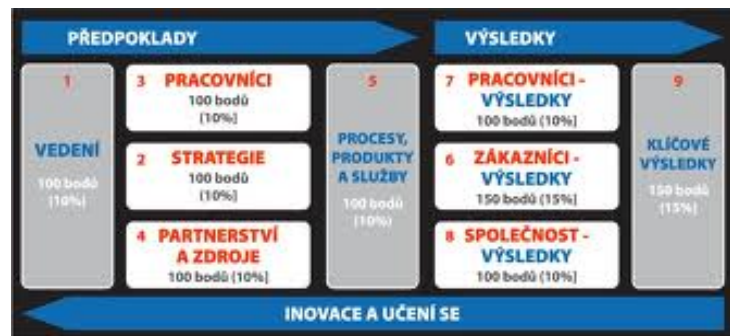 PŘEDPOKLADY
VÝSLEDKY
1
VEDENÍ
100 bodů
(10%)
3 PRACOVNÍCI
100 bodů
(10%]
2 STRATEGIE
100 bodů
(10%]
4 PARTNERSTVÍ
A ZDROJE
100 bodů (10%]
5
PROCESY,
PRODUKTY
A SLUŽBY
100 bodů
(10%)
7 PRACOVNÍCI -
VÝSLEDKY
100 bodů (10%]
6 ZÁKAZNÍCI -
VÝSLEDKY
150 bodů (15%]
8 SPOLEČNOST -
VÝSLEDKY
100 bodů (10%]
9
KLÍČOVÉ
VÝSLEDKY
150 bodů
(15%)
INOVACE A UČENÍ SE